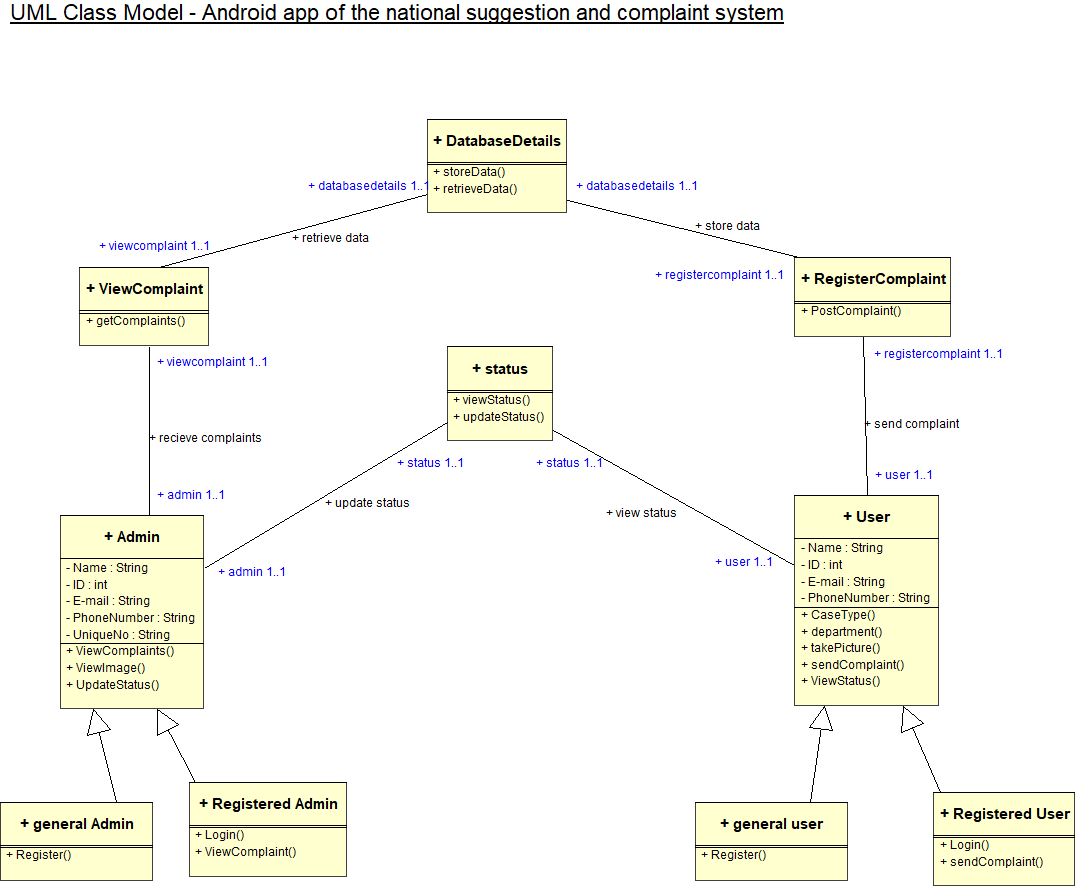 UML Class Model - Android app of the national suggestion and complaint system
+ DatabaseDetails
+ storeData()
+ retrieveData()
+ databasedetails 1..1
+ databasedetails 1..1
+ retrieve data
+ store data
+ viewcomplaint 1..1
+ registercomplaint 1..1
+ ViewComplaint
+ getComplaints()
+ RegisterComplaint
+ PostComplaint()
+ viewcomplaint 1..1
+ registercomplaint 1..1
+ status
+ viewStatus()
+ updateStatus()
+ recieve complaints
+ send complaint
+ status 1..1
+ status 1..1
+ admin 1..1
+ user 1..1
+ update status
+ view status
+ admin 1..1
+ user 1..1
+ Admin
- Name : String
- ID : int
- E-mail : String
- PhoneNumber : String
- UniqueNo : String
+ ViewComplaints()
+ ViewImage()
+ UpdateStatus()
+ User
- Name : String
- ID : int
- E-mail : String
- PhoneNumber : String
+ CaseType()
+ department()
+ takePicture()
+ sendComplaint()
+ ViewStatus()
+ general Admin
+ Register()
+ Registered Admin
+ Login()
+ ViewComplaint()
+ general user
+ Register()
+ Registered User
+ Login()
+ sendComplaint()